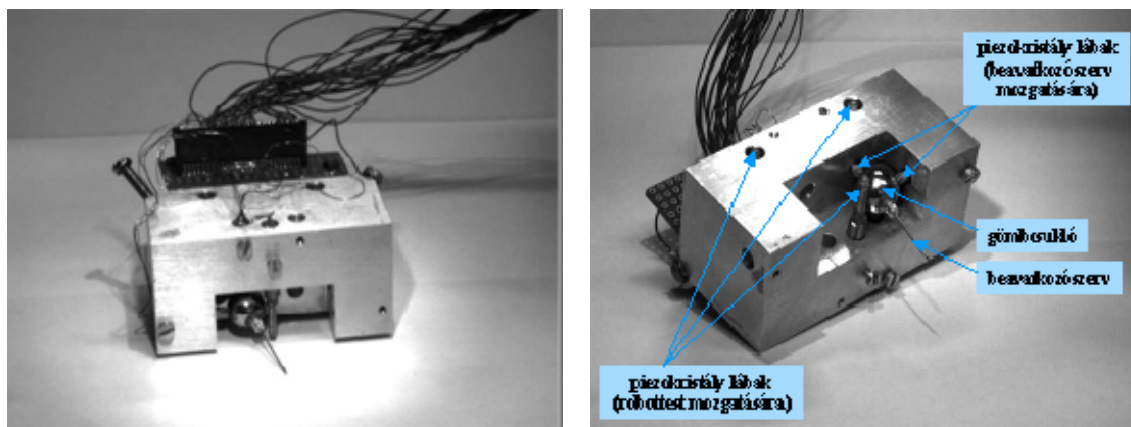 piezokristály lábak
(beavatkozószerv
mozgatására)
gömbcsukló
beavatkozószerv
piezokristály lábak
(robottest mozgatására)